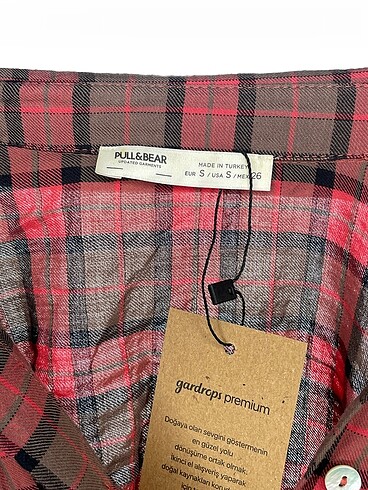 PULL&BEAR
UPDATED GARMENTS
MADE IN TURKEY
EUR S / USA S / MEX 26
gardrops premium
Doğaya olan sevgini göstermenin
en güzel yolu
dönüşüme ortak olmak.
İkinci el alışveriş yaparak
doğal kaynakları koru